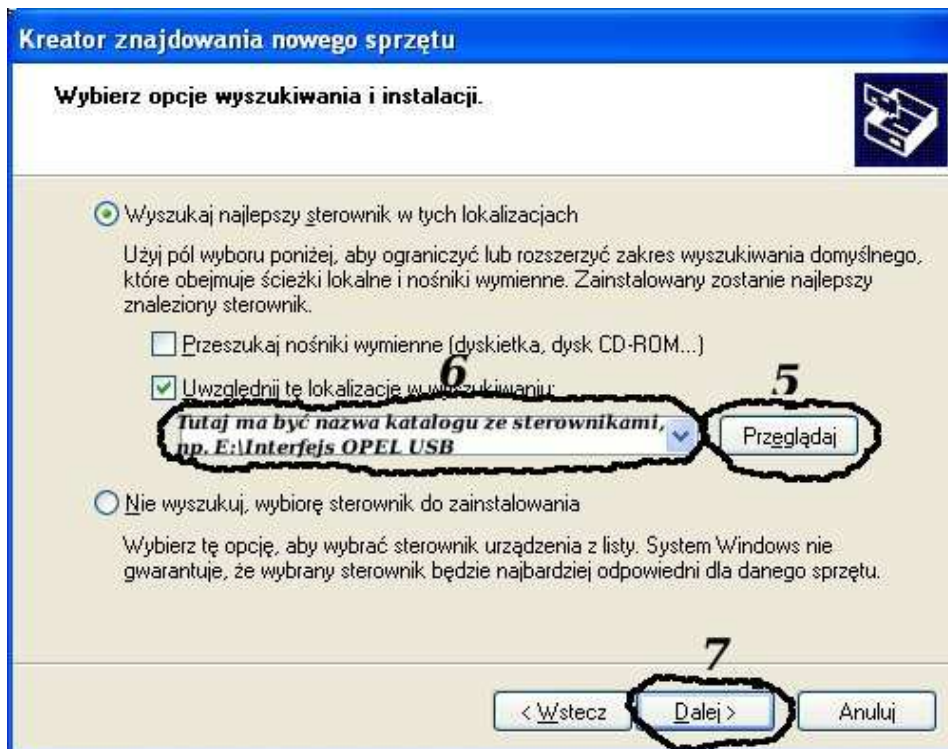 Kreator znajdowania nowego sprzętu
Wybierz opcje wyszukiwania i instalacji.
Wyszukaj najlepszy sterownik w tych lokalizacjach
Użyj pól wyboru poniżej, aby ograniczyć lub rozszerzyć zakres wyszukiwania domyślnego,
które obejmuje ścieżki lokalne i nośniki wymienne. Zainstalowany zostanie najlepszy
znaleziony sterownik.
Przeszukaj nośniki wymienne (dyskietka, dysk CD-ROM...)
6
5
Uwzględnij tę lokalizację w wyszukiwaniu:
Tutaj ma być nazwa katalogu ze sterownikami,
np. E:\Interfejs OPEL USB
Przeglądaj
Nie wyszukuj, wybiorę sterownik do zainstalowania
Wybierz tę opcję, aby wybrać sterownik urządzenia z listy. System Windows nie
gwarantuje, że wybrany sterownik będzie najbardziej odpowiedni dla danego sprzętu.
7
< Wstecz Dalej > Anuluj